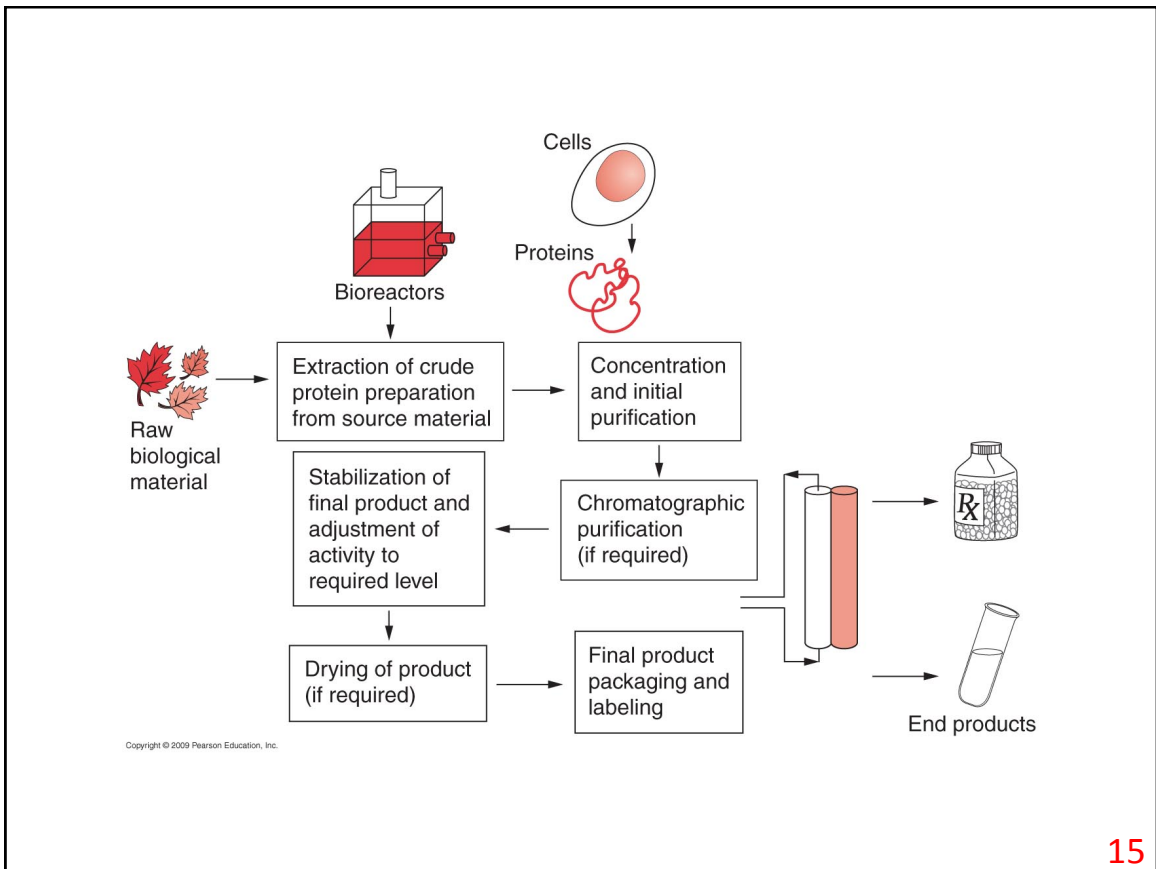 Cells
Proteins
Bioreactors
Raw
biological
material
Extraction of crude
protein preparation
from source material
Concentration
and initial
purification
Stabilization of
final product and
adjustment of
activity to
required level
Chromatographic
purification
(if required)
Rx
Drying of product
(if required)
Final product
packaging and
labeling
End products
Copyright © 2009 Pearson Education, Inc.
15